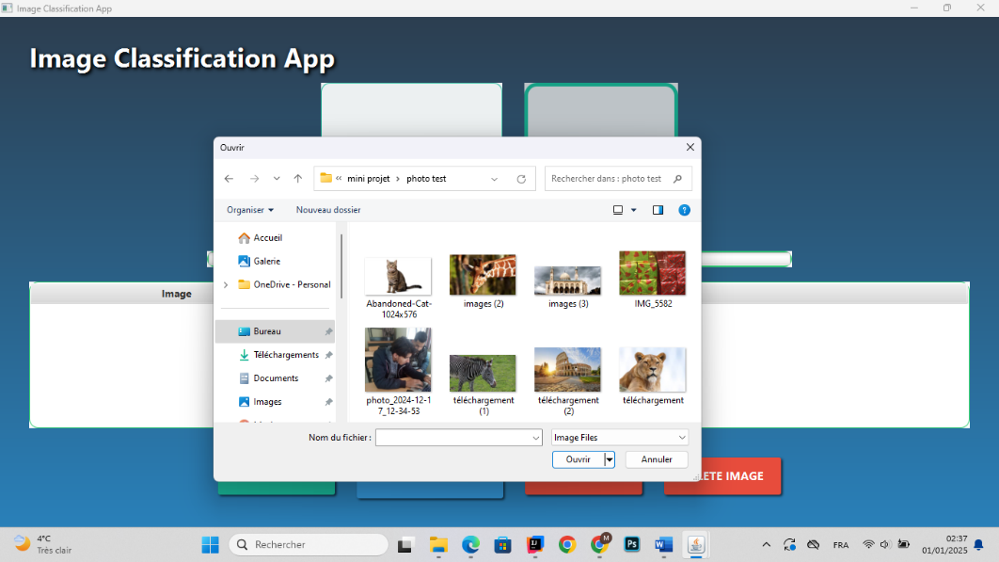 Image Classification App
Image Classification App
Ouvrir
« mini projet > photo test
Rechercher dans : photo test
Organiser
Nouveau dossier
Accueil
Galerie
OneDrive - Personal
Bureau
Téléchargements
Documents
Images
Abandoned-Cat-
1024x576
images (2)
images (3)
IMG_5582
photo_2024-12-1
7_12-34-53
téléchargement
(1)
téléchargement
(2)
téléchargement
Nom du fichier :
Image Files
Ouvrir
Annuler
Image
ETE IMAGE
4°C
Très clair
Rechercher
M
Ps
W
FRA
02:37
01/01/2025